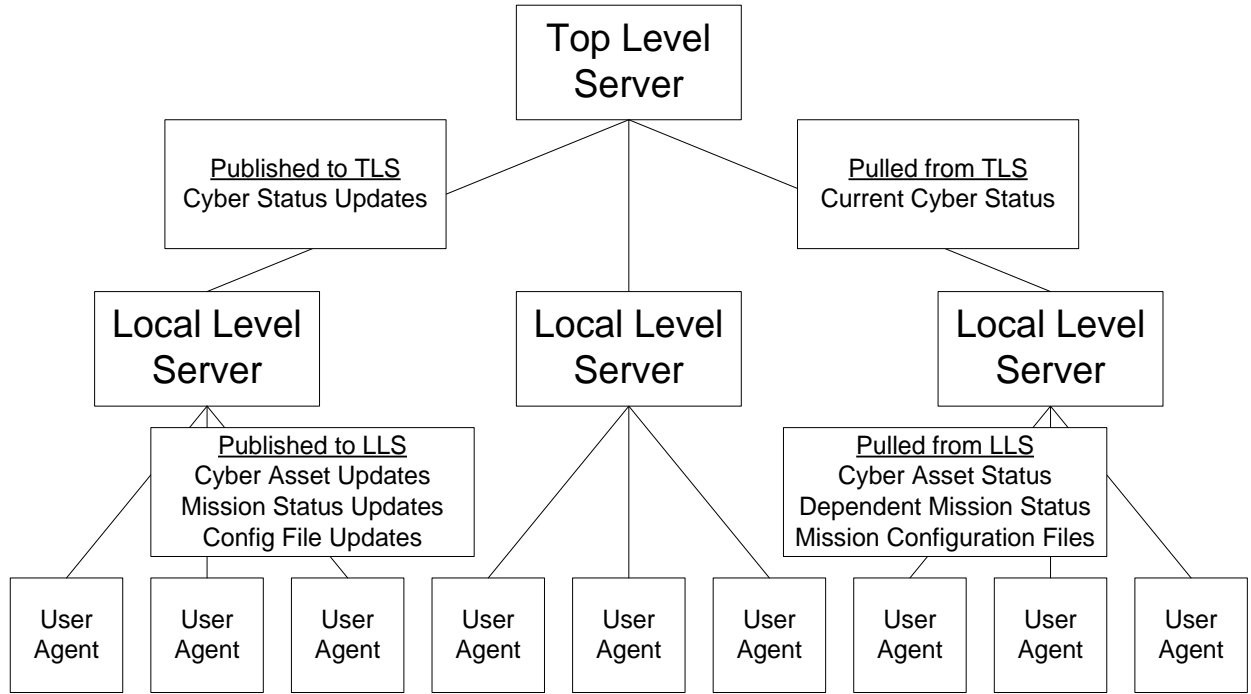 Top Level
Server
Published to TLS
Cyber Status Updates
Pulled from TLS
Current Cyber Status
Local Level
Server
Local Level
Server
Local Level
Server
Published to LLS
Cyber Asset Updates
Mission Status Updates
Config File Updates
Pulled from LLS
Cyber Asset Status
Dependent Mission Status
Mission Configuration Files
User
Agent
User
Agent
User
Agent
User
Agent
User
Agent
User
Agent
User
Agent
User
Agent
User
Agent